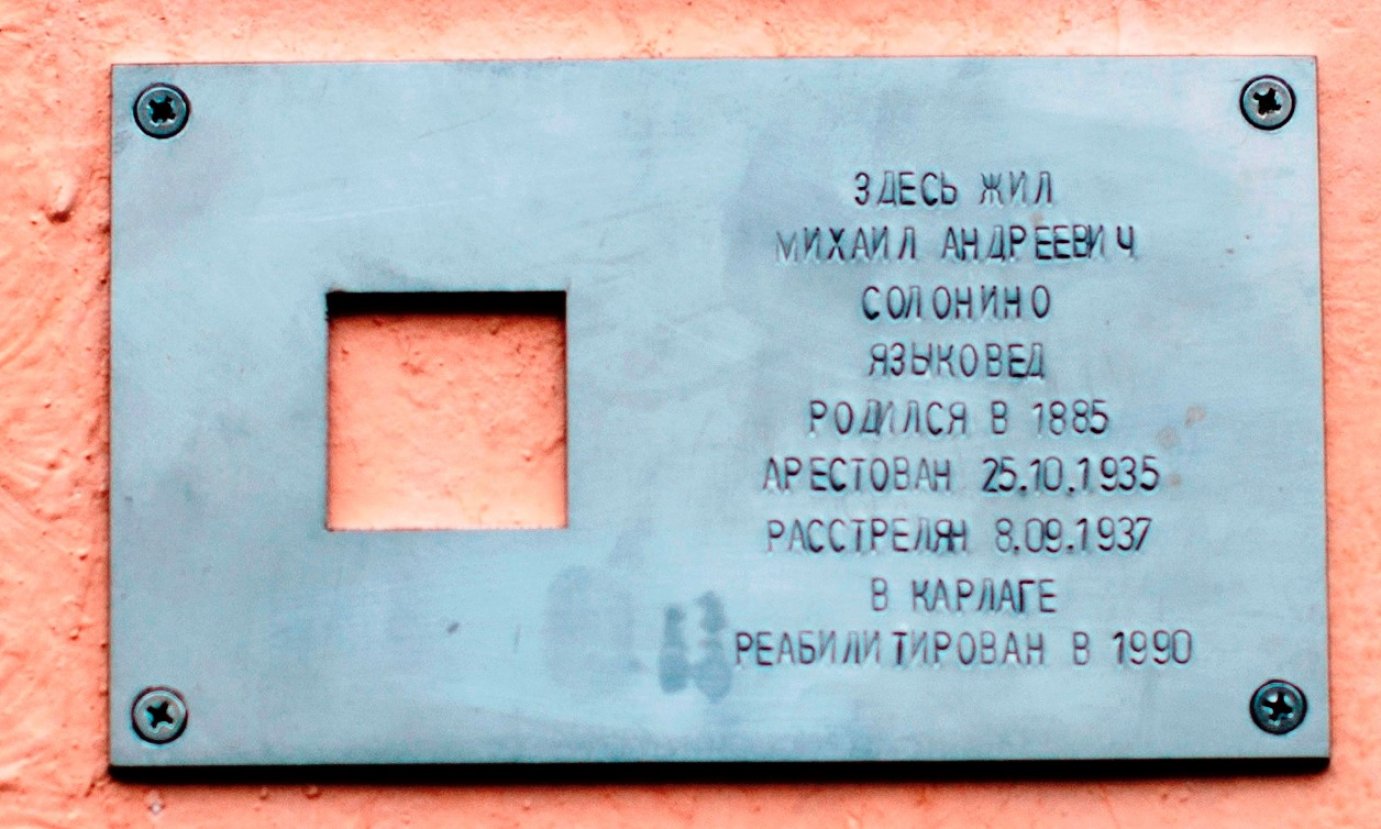 ЗДЕСЬ ЖИЛ
МИХАИЛ АНДРЕЕВИЧ
СОЛОНИНО
ЯЗЫКОВЕД
РОДИЛСЯ В 1885
АРЕСТОВАН 25.10.1935
РАССТРЕЛЯН 8.09.1937
В КАРЛАГЕ
РЕАБИЛИТИРОВАН В 1990